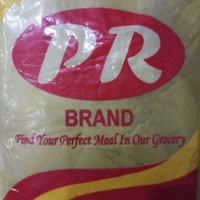 PR
BRAND
Find Your Perfect Meal In Our Grocery